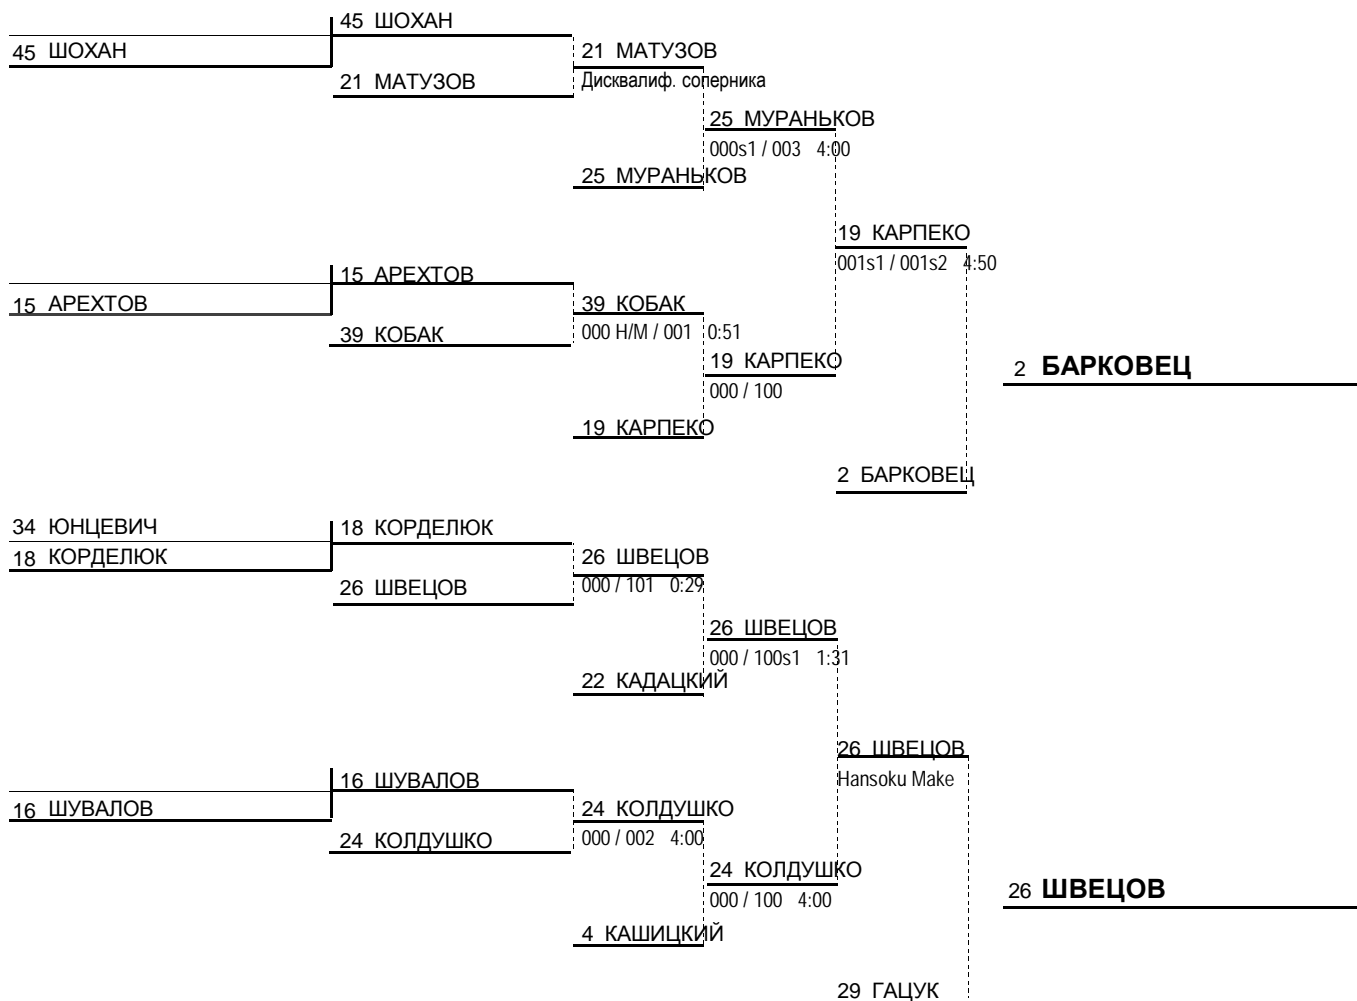 45 ШОХАН
45 ШОХАН
21 МАТУЗОВ
21 МАТУЗОВ
Дисквалиф. соперника
25 МУРАНЬКОВ
000s1 / 003 4:00
25 МУРАНЬКОВ
19 КАРПЕКО
001s1 / 001s2 4:50
15 АРЕХТОВ
15 АРЕХТОВ
39 КОБАК
39 КОБАК
000 H/M / 001 0:51
19 КАРПЕКО
000 / 100
2 БАРКОВЕЦ
19 КАРПЕКО
2 БАРКОВЕЦ
34 ЮНЦЕВИЧ
18 КОРДЕЛЮК
18 КОРДЕЛЮК
26 ШВЕЦОВ
26 ШВЕЦОВ
000 / 101 0:29
26 ШВЕЦОВ
000 / 100s1 1:31
22 КАДАЦКИЙ
26 ШВЕЦОВ
Hansoku Make
16 ШУВАЛОВ
16 ШУВАЛОВ
24 КОЛДУШКО
24 КОЛДУШКО
000 / 002 4:00
24 КОЛДУШКО
000 / 100 4:00
26 ШВЕЦОВ
4 КАШИЦКИЙ
29 ГАЦУК